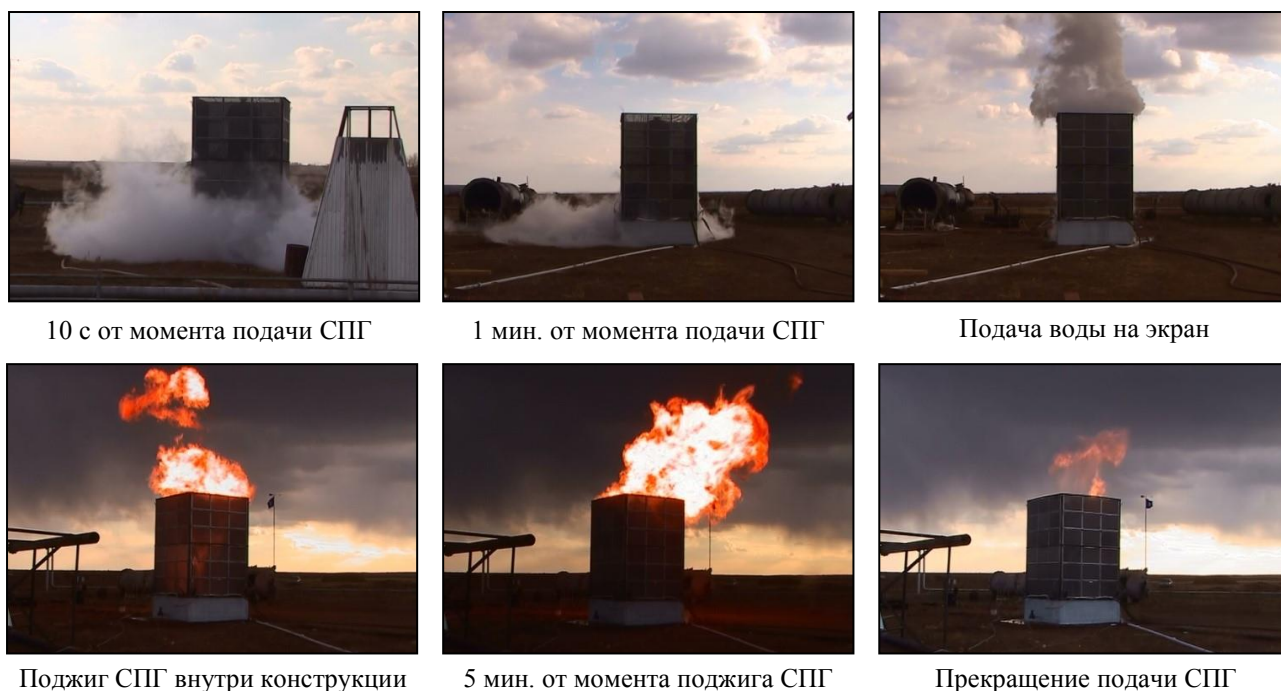 10 с от момента подачи СПГ
1 мин. от момента подачи СПГ
Подача воды на экран
Поджиг СПГ внутри конструкции
5 мин. от момента поджига СПГ
Прекращение подачи СПГ